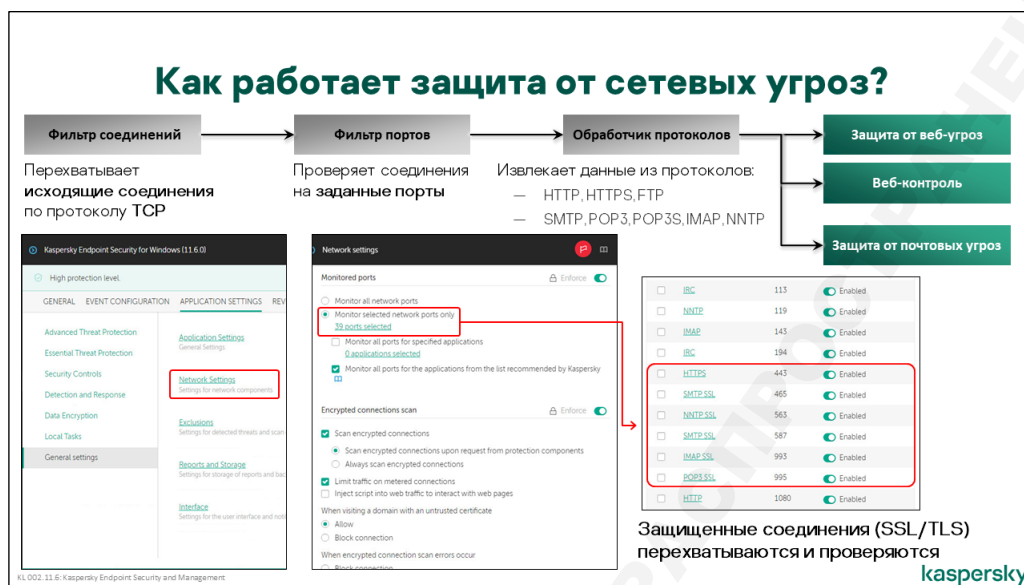 Как работает защита от сетевых угроз?
Фильтр соединений
Фильтр портов
Обработчик протоколов
Защита от веб-угроз
Веб-контроль
Защита от почтовых угроз
Перехватывает
исходящие соединения
по протоколу TCP
Проверяет соединения
на заданные порты
Извлекает данные из протоколов:
— HTTP, HTTPS, FTP
— SMTP, POP3, POP3S, IMAP, NNTP
Kaspersky Endpoint Security for Windows (11.6.0)
High protection level
GENERAL EVENT CONFIGURATION APPLICATION SETTINGS REV
Advanced Threat Protection
Essential Threat Protection
Security Controls
Detection and Response
Data Encryption
Local Tasks
General settings
Application Settings
General Settings
Network Settings
Settings for network components
Exclusions
Settings for detected threats and scan
Reports and Storage
Settings for storage of reports and bac
Interface
Settings for the user interface and noti
Network settings
Monitored ports Enforce
Monitor all network ports
Monitor selected network ports only
39 ports selected
Monitor all ports for specified applications
0 applications selected
Monitor all ports for the applications from the list recommended by Kaspersky
Encrypted connections scan Enforce
Scan encrypted connections
Scan encrypted connections upon request from protection components
Always scan encrypted connections
Limit traffic on metered connections
Inject script into web traffic to interact with web pages
When visiting a domain with an untrusted certificate
Allow
Block connection
When encrypted connection scan errors occur
Block connection
IRC 113 Enabled
NNTP 119 Enabled
IMAP 143 Enabled
IRC 194 Enabled
HTTPS 443 Enabled
SMTP SSL 465 Enabled
NNTP SSL 563 Enabled
SMTP SSL 587 Enabled
IMAP SSL 993 Enabled
POP3 SSL 995 Enabled
HTTP 1080 Enabled
Защищенные соединения (SSL/TLS)
перехватываются и проверяются
KL 002.11.6: Kaspersky Endpoint Security and Management
kaspersky